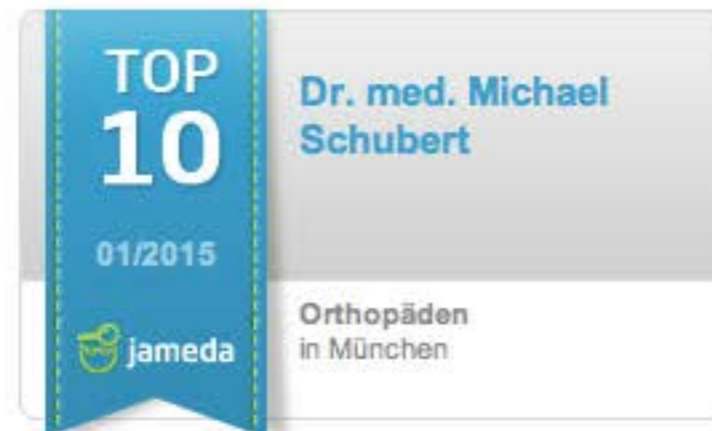 TOP
10
01/2015
jameda
Dr. med. Michael
Schubert
Orthopäden
in München